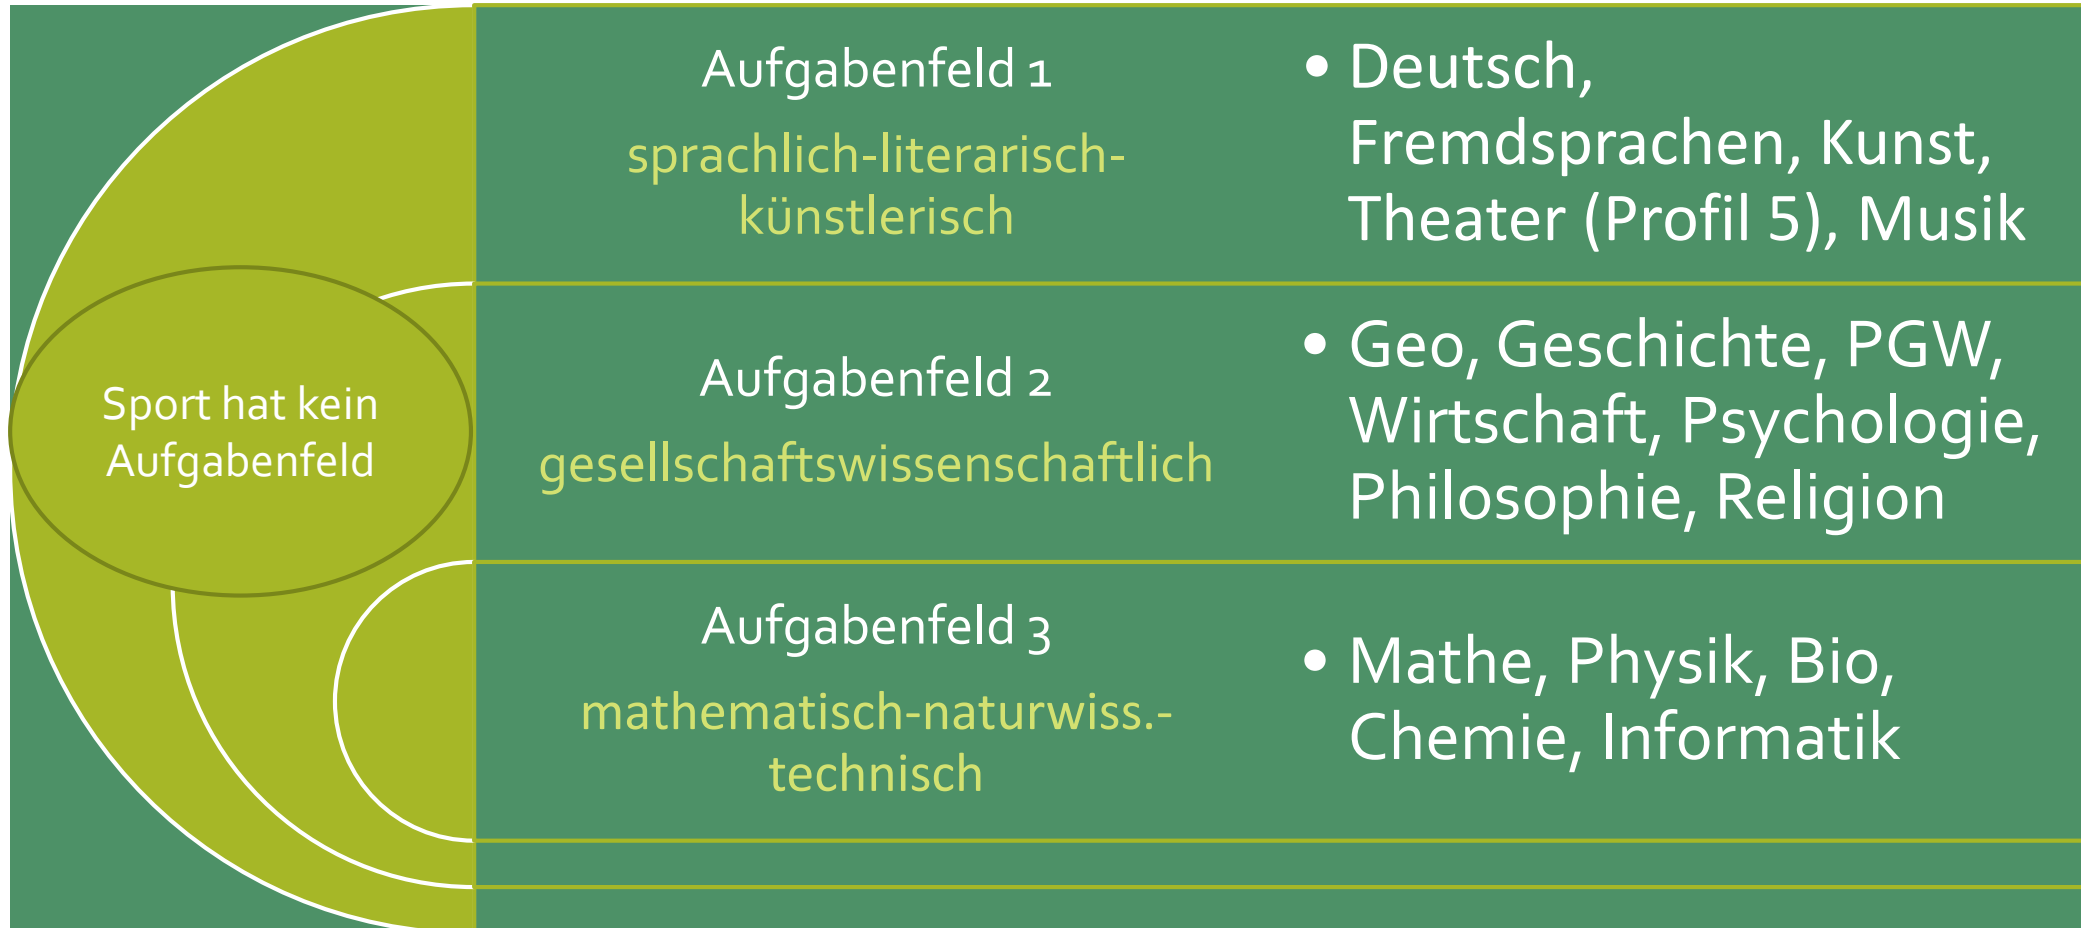 Aufgabenfeld 1
sprachlich-literarisch-
künstlerisch
• Deutsch,
Fremdsprachen, Kunst,
Theater (Profil 5), Musik
Sport hat kein
Aufgabenfeld
Aufgabenfeld 2
gesellschaftswissenschaftlich
• Geo, Geschichte, PGW,
Wirtschaft, Psychologie,
Philosophie, Religion
Aufgabenfeld 3
mathematisch-naturwiss.-
technisch
• Mathe, Physik, Bio,
Chemie, Informatik